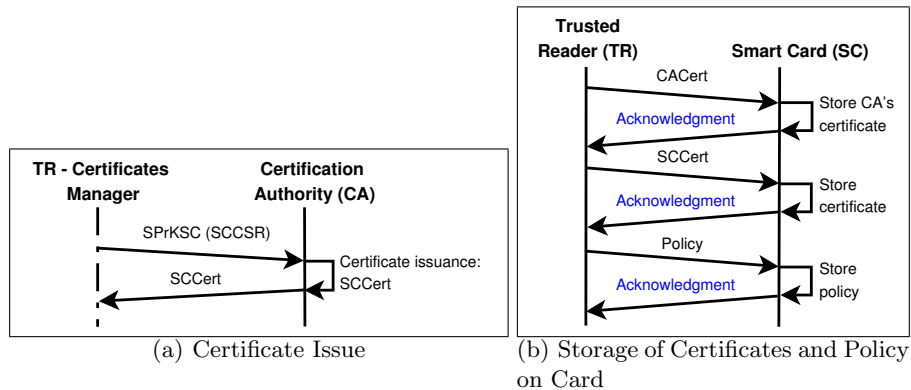 TR - Certificates
Manager
Certification
Authority (CA)
SPrKSC (SCCSR)
Certificate issuance:
SCCert
SCCert
(a) Certificate Issue
Trusted
Reader (TR)
Smart Card (SC)
CACert
Store CA's
certificate
Acknowledgment
SCCert
Store
certificate
Acknowledgment
Policy
Store
policy
Acknowledgment
(b) Storage of Certificates and Policy
on Card